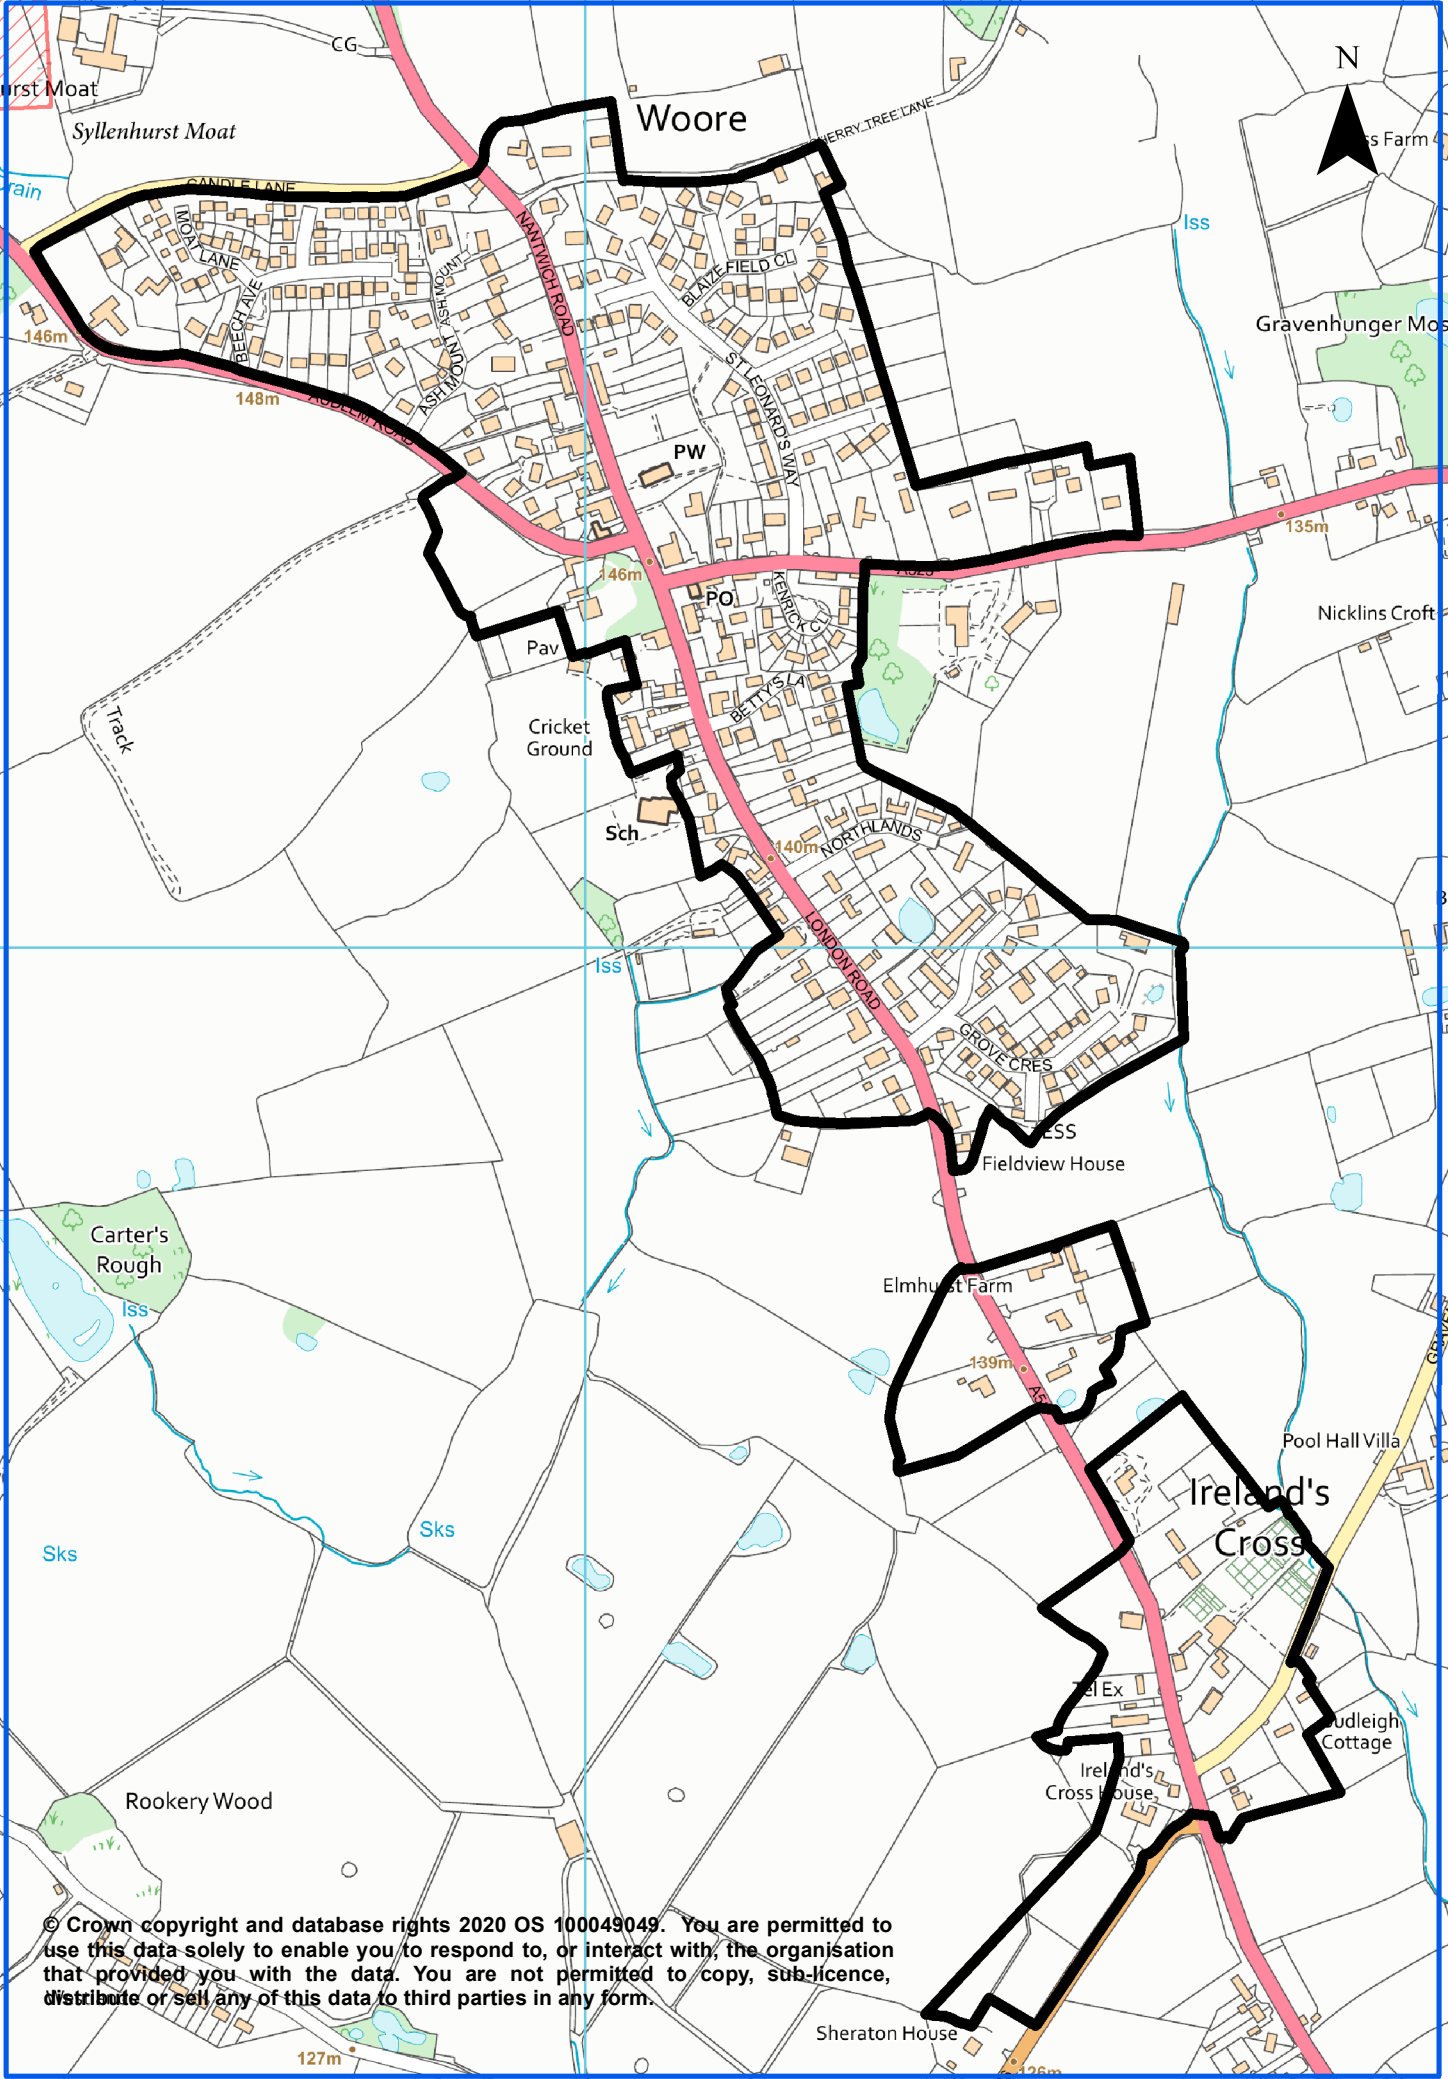 CG
N
Woore
urst Moat
Syllenhurst Moat
CHERRY TREE LANE
ss Farm
rain
CANDLE LANE
MOAT LANE
NANTWICH ROAD
Iss
BLAIZEFIELD CL
ASH MOUNT
BEECH AVE
146m
Gravenhunger Mos
ST LEONARD'S WAY
ASH MOUNT
148m
AUDLEM ROAD
PW
135m
A525
146m
PO
KENRICK CL
Nicklins Croft
Pav
BETTY'S LA
Track
Cricket
Ground
Sch
140m
NORTHLANDS
B
LONDON ROAD
Iss
GROVE CRES
ESS
Fieldview House
Carter's
Rough
Iss
Elmhurst Farm
139m
A5
Pool Hall Villa
Ireland's
Cross
Sks
Sks
Tel Ex
udleigh
Cottage
Ireland's
Cross House
Rookery Wood
© Crown copyright and database rights 2020 OS 100049049. You are permitted to
use this data solely to enable you to respond to, or interact with, the organisation
that provided you with the data. You are not permitted to copy, sub-licence,
distribute or sell any of this data to third parties in any form.
Sheraton House
127m
126m